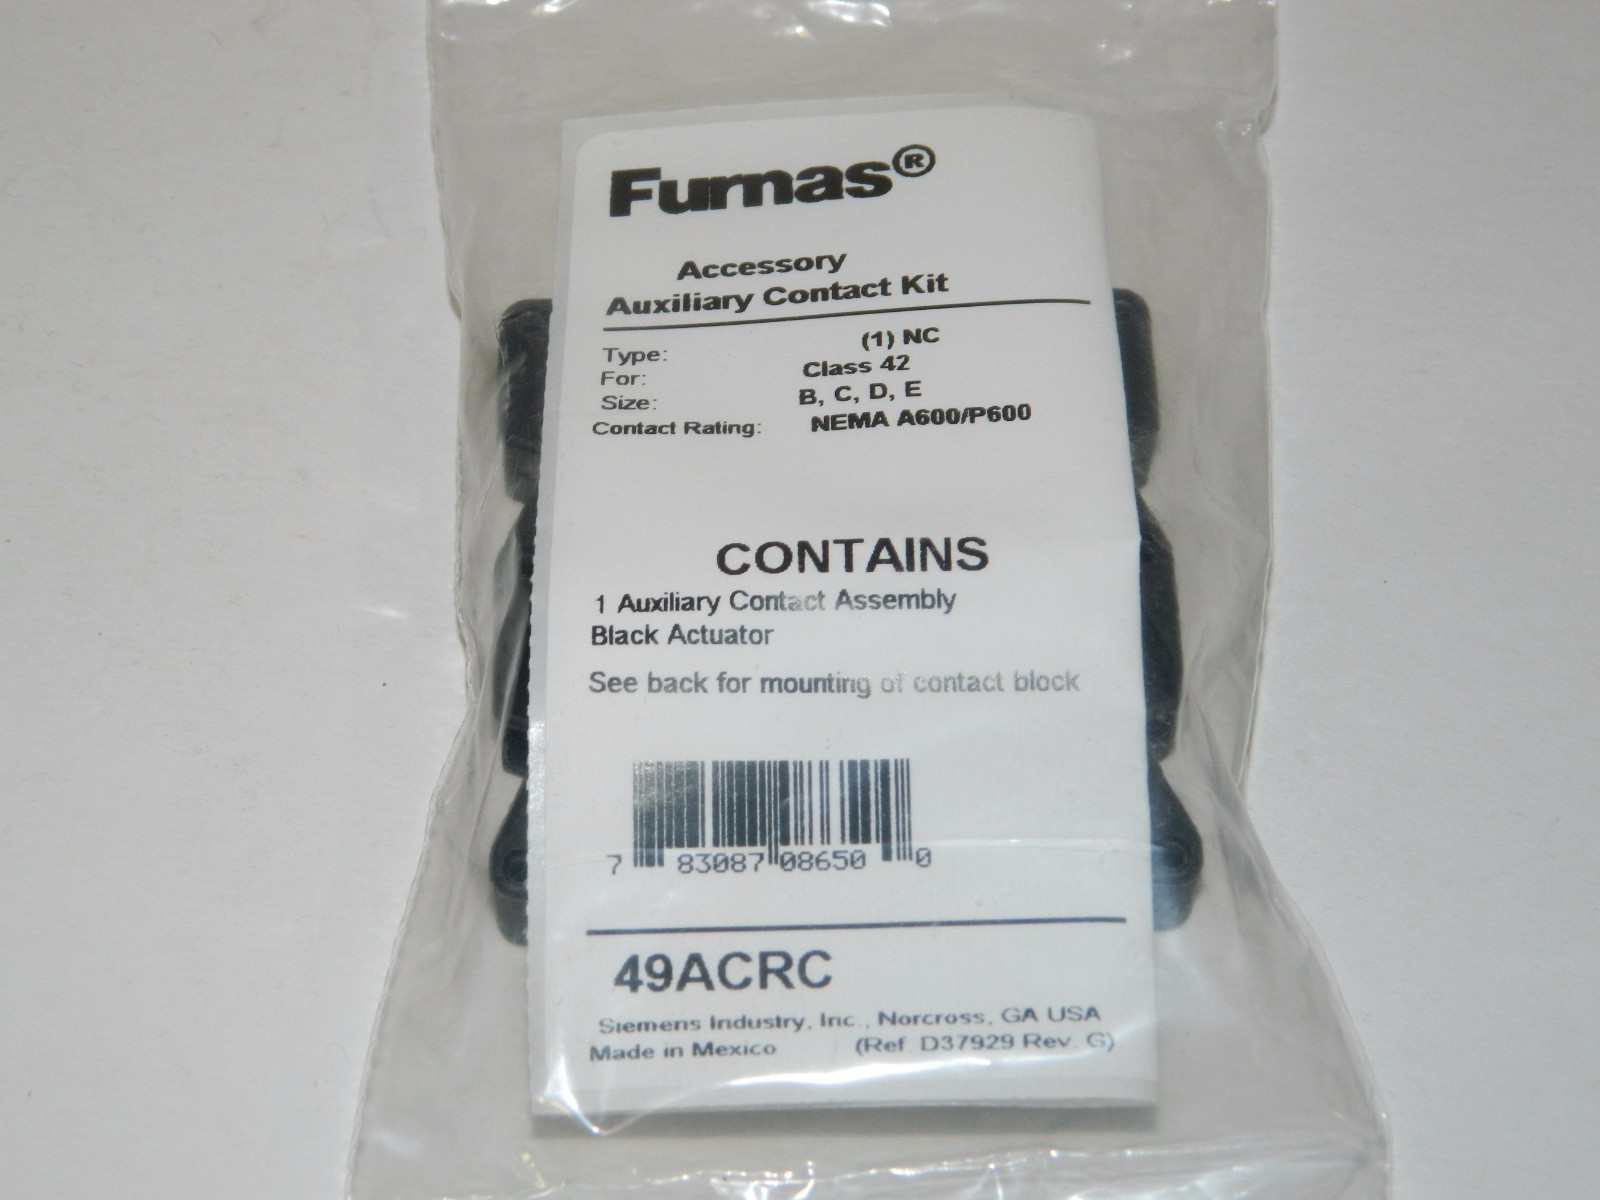 Furnas®
Accessory
Auxiliary Contact Kit
Type: (1) NC
For: Class 42
Size: B, C, D, E
Contact Rating: NEMA A600/P600
CONTAINS
1 Auxiliary Contact Assembly
Black Actuator
See back for mounting of contact block
7 83087 08650 0
49ACRC
Siemens Industry, Inc., Norcross, GA USA
Made in Mexico (Ref. D37929 Rev. G)